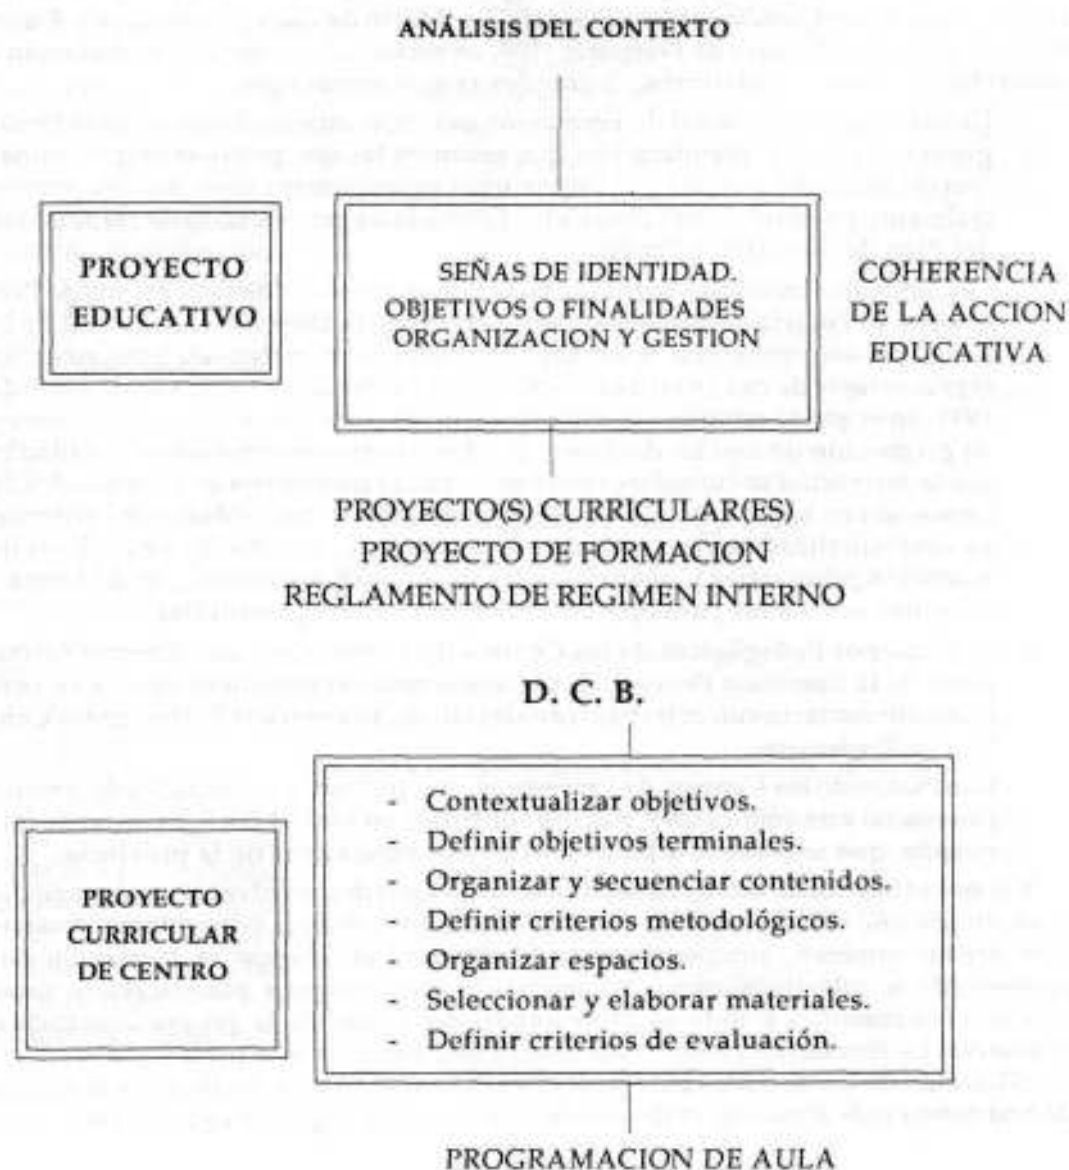 ANÁLISIS DEL CONTEXTO
PROYECTO
EDUCATIVO
SEÑAS DE IDENTIDAD.
OBJETIVOS O FINALIDADES
ORGANIZACION Y GESTION
COHERENCIA
DE LA ACCION
EDUCATIVA
PROYECTO(S) CURRICULAR(ES)
PROYECTO DE FORMACION
REGLAMENTO DE REGIMEN INTERNO
D. C. B.
PROYECTO
CURRICULAR
DE CENTRO
- Contextualizar objetivos.
- Definir objetivos terminales.
- Organizar y secuenciar contenidos.
- Definir criterios metodológicos.
- Organizar espacios.
- Seleccionar y elaborar materiales.
- Definir criterios de evaluación.
PROGRAMACION DE AULA